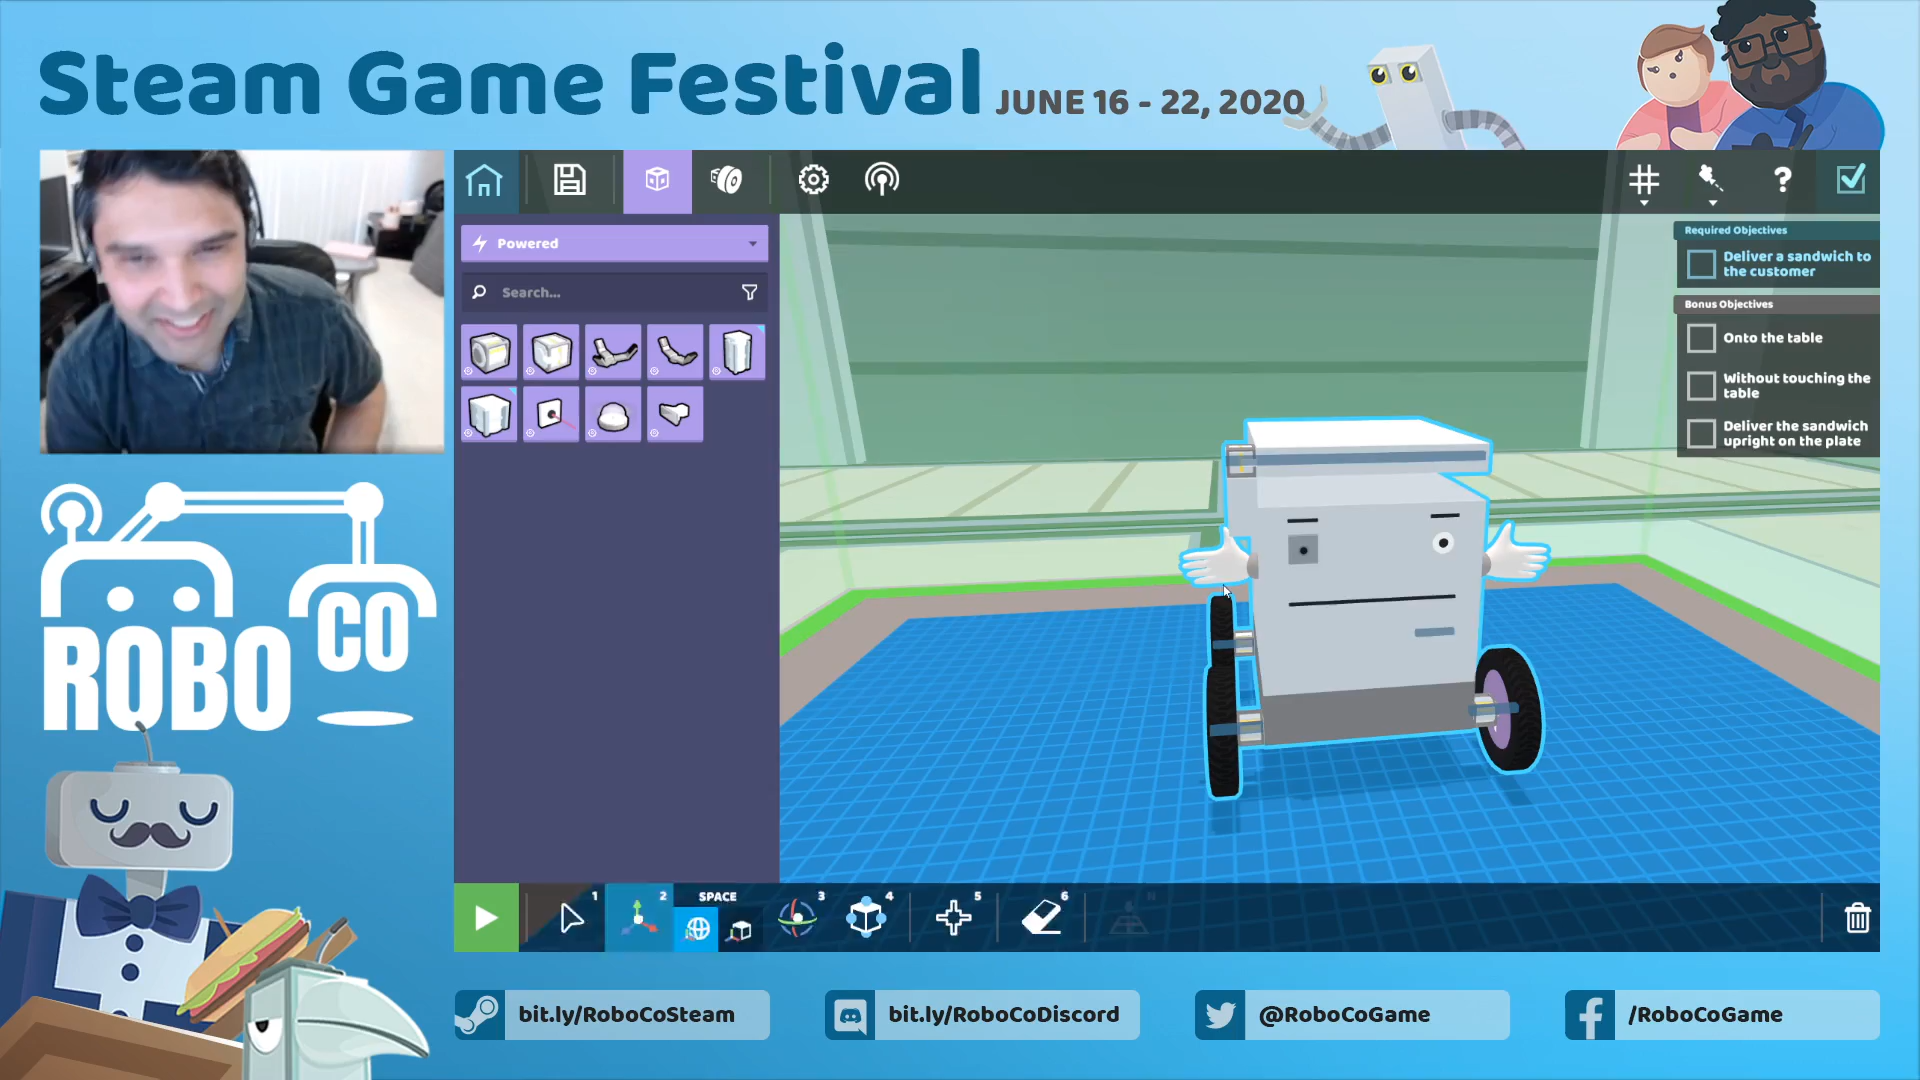 Steam Game Festival
JUNE 16 - 22, 2020
Powered
Search...
Required Objectives
Deliver a sandwich to
the customer
Bonus Objectives
Onto the table
Without touching the
table
Deliver the sandwich
upright on the plate
ROBO
CO
1
2
SPACE
3
4
5
6
bit.ly/RoboCoSteam
bit.ly/RoboCoDiscord
@RoboCoGame
/RoboCoGame